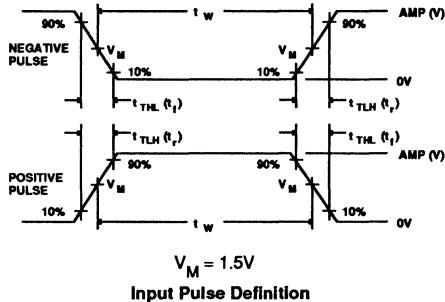 90% t W AMP (V)
NEGATIVE PULSE V M V M
10% 10% 0V
t THL (t f) t TLH (t r)
t TLH (t r) t THL (t f)
90% 90% AMP (V)
POSITIVE PULSE V M V M
10% t W 10% 0V
V M = 1.5V
Input Pulse Definition